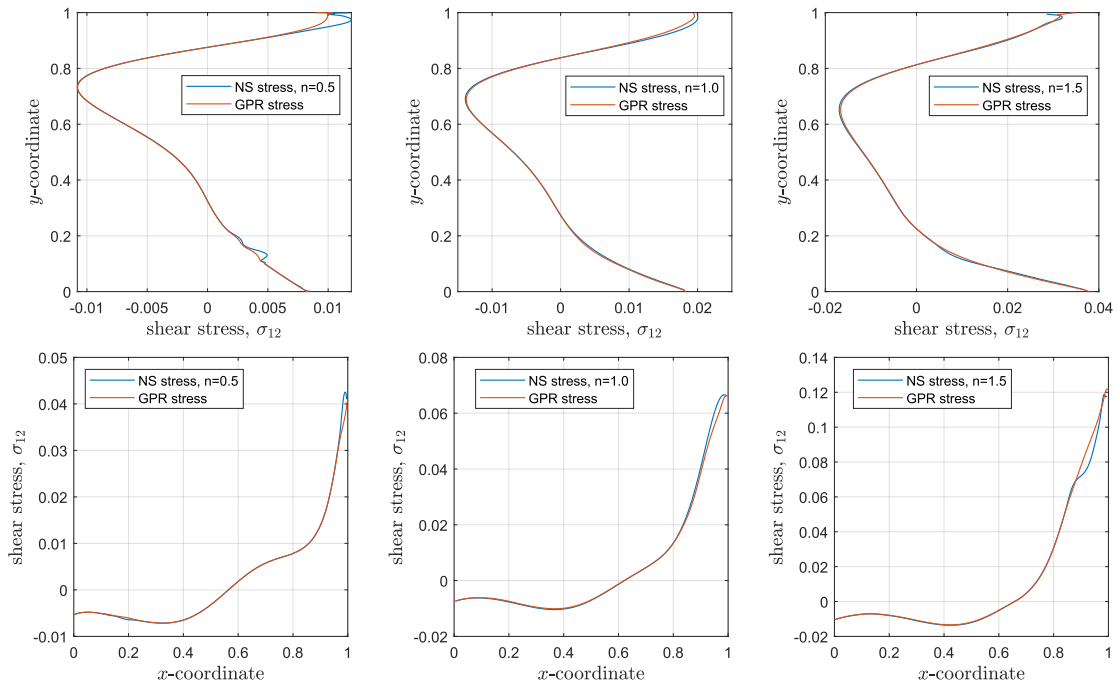 1
0.8
0.6
0.4
0.2
0
y-coordinate
-0.01
-0.005
0
0.005
0.01
shear stress, σ12
NS stress, n=0.5
GPR stress
1
0.8
0.6
0.4
0.2
0
y-coordinate
-0.01
0
0.01
0.02
shear stress, σ12
NS stress, n=1.0
GPR stress
1
0.8
0.6
0.4
0.2
0
y-coordinate
-0.02
0
0.02
0.04
shear stress, σ12
NS stress, n=1.5
GPR stress
0.05
0.04
0.03
0.02
0.01
0
-0.01
shear stress, σ12
0
0.2
0.4
0.6
0.8
1
x-coordinate
NS stress, n=0.5
GPR stress
0.08
0.06
0.04
0.02
0
-0.02
shear stress, σ12
0
0.2
0.4
0.6
0.8
1
x-coordinate
NS stress, n=1.0
GPR stress
0.14
0.12
0.1
0.08
0.06
0.04
0.02
0
-0.02
shear stress, σ12
0
0.2
0.4
0.6
0.8
1
x-coordinate
NS stress, n=1.5
GPR stress